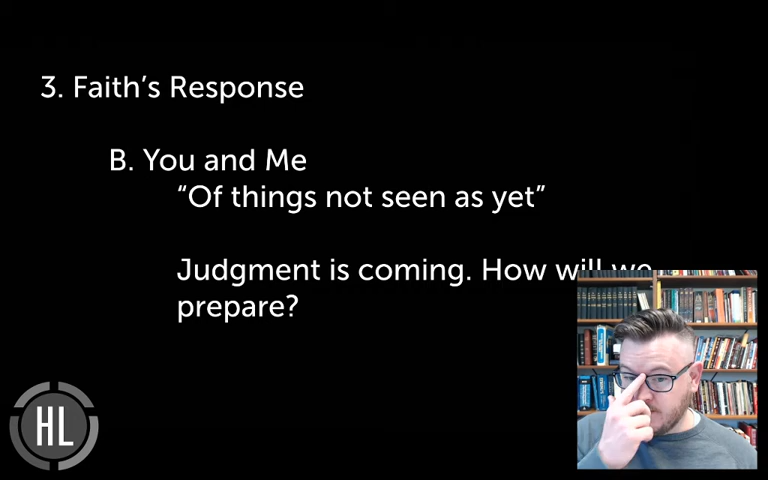 3. Faith's Response
B. You and Me
“Of things not seen as yet”
Judgment is coming. How will we
prepare?
HL